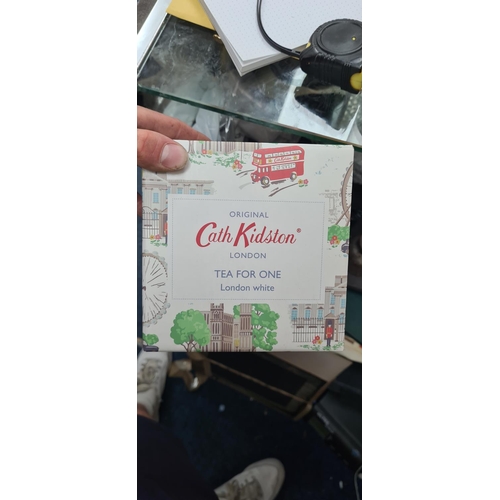 ORIGINAL
Cath Kidston®
LONDON
TEA FOR ONE
London white